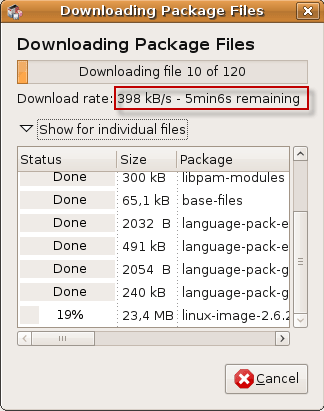 Downloading Package Files
Downloading Package Files
Downloading file 10 of 120
Download rate: 398 kB/s - 5min6s remaining
Show for individual files
Status Size Package
Done 300 kB libpam-modules
Done 65,1 kB base-files
Done 2032 B language-pack-e
Done 491 kB language-pack-e
Done 2054 B language-pack-g
Done 240 kB language-pack-g
19% 23,4 MB linux-image-2.6.2
Cancel